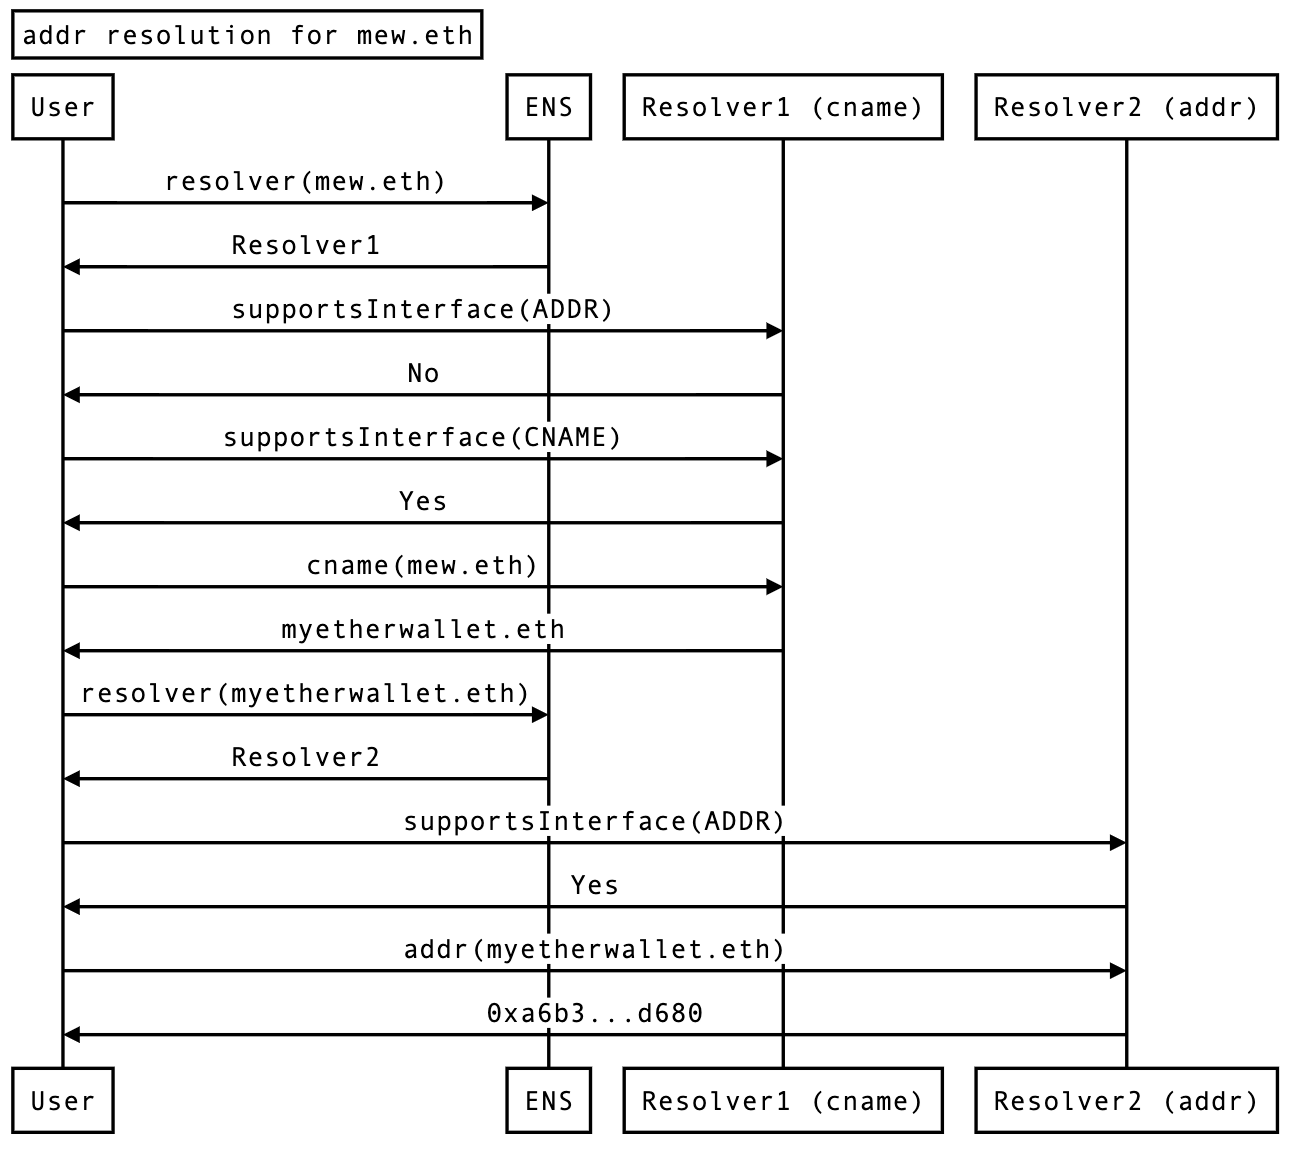 addr resolution for mew.eth
User ENS Resolver1 (cname) Resolver2 (addr)
resolver(mew.eth)
Resolver1
supportsInterface(ADDR)
No
supportsInterface(CNAME)
Yes
cname(mew.eth)
myetherwallet.eth
resolver(myetherwallet.eth)
Resolver2
supportsInterface(ADDR)
Yes
addr(myetherwallet.eth)
0xa6b3...d680
User ENS Resolver1 (cname) Resolver2 (addr)